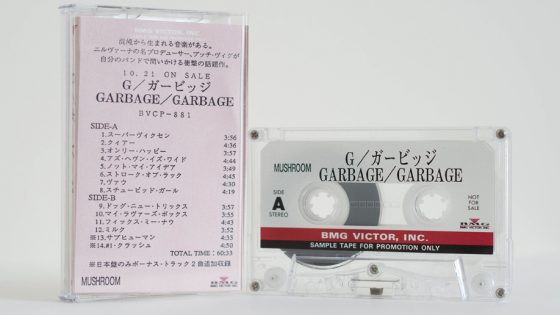 BMG VICTOR, INC.
混沌から生まれる音楽がある。
ニルヴァーナの名プロデューサー、ブッチ・ヴィグが
自分のバンドで問いかける衝撃の話題作。
10.21 ON SALE
G／ガービッジ
GARBAGE／GARBAGE
BVCP-881
SIDE-A
1.スーパーヴィクセン 3:56
2.クィアー 4:36
3.オンリー・ハッピー 3:57
4.アズ・ヘヴン・イズ・ワイド 4:44
5.ノット・マイ・アイデア 3:49
6.ストローク・オブ・ラック 4:45
7.ヴァウ 4:30
8.ステューピッド・ガール 4:19
SIDE-B
9.ドッグ・ニュー・トリックス 3:57
10.マイ・ラヴァーズ・ボックス 3:55
11.フィックス・ミー・ナウ 4:43
12.ミルク 3:52
※13.サブヒューマン 4:35
※14.#1・クラッシュ 4:50
TOTAL TIME : 60:33
※日本盤のみボーナス・トラック2曲追加収録
MUSHROOM
BMG
BMG VICTOR, INC.
MUSHROOM
G／ガービッジ
GARBAGE／GARBAGE
SIDE
A
STEREO
NOT
FOR
SALE
BMG
BMG VICTOR, INC.
BMG VICTOR, INC.
SAMPLE TAPE FOR PROMOTION ONLY